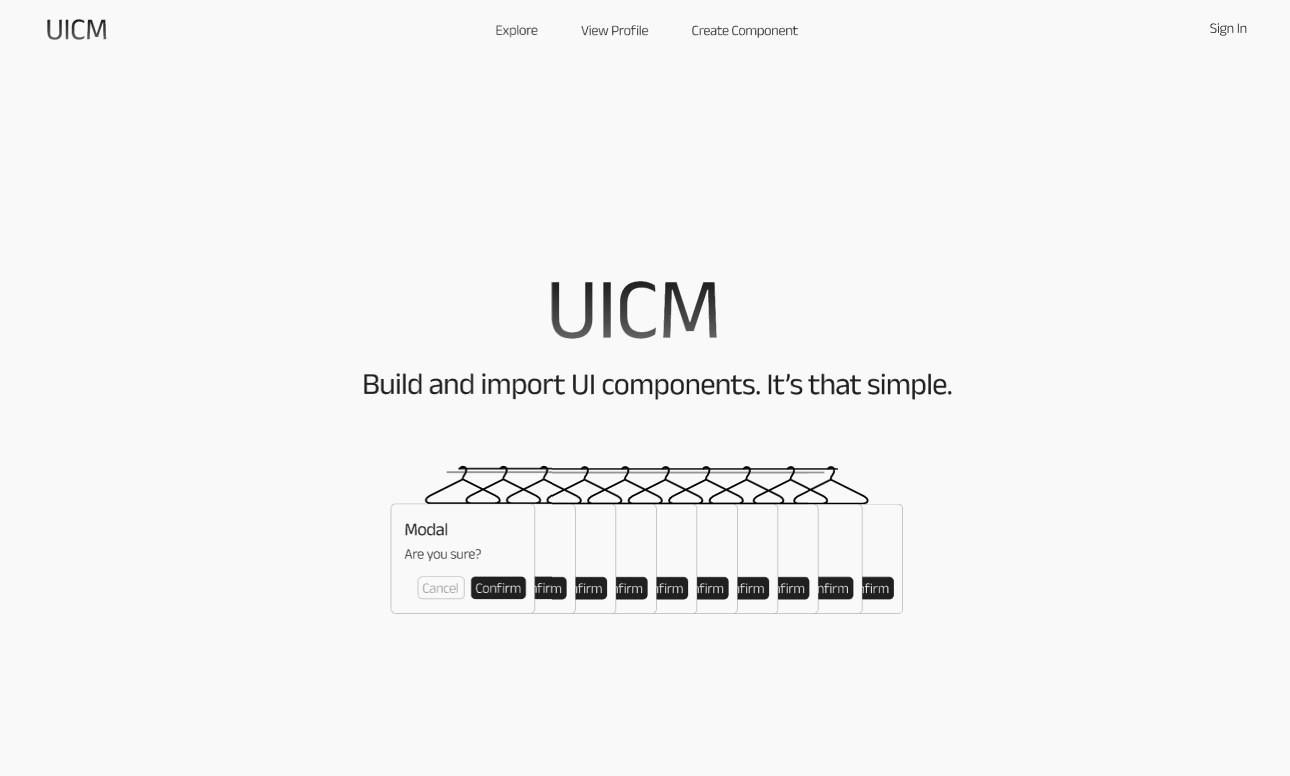 UICM Explore View Profile Create Component Sign In
UICM
Build and import UI components. It’s that simple.
Modal
Are you sure?
Cancel Confirm nfirm nfirm nfirm nfirm nfirm nfirm nfirm nfirm nfirm